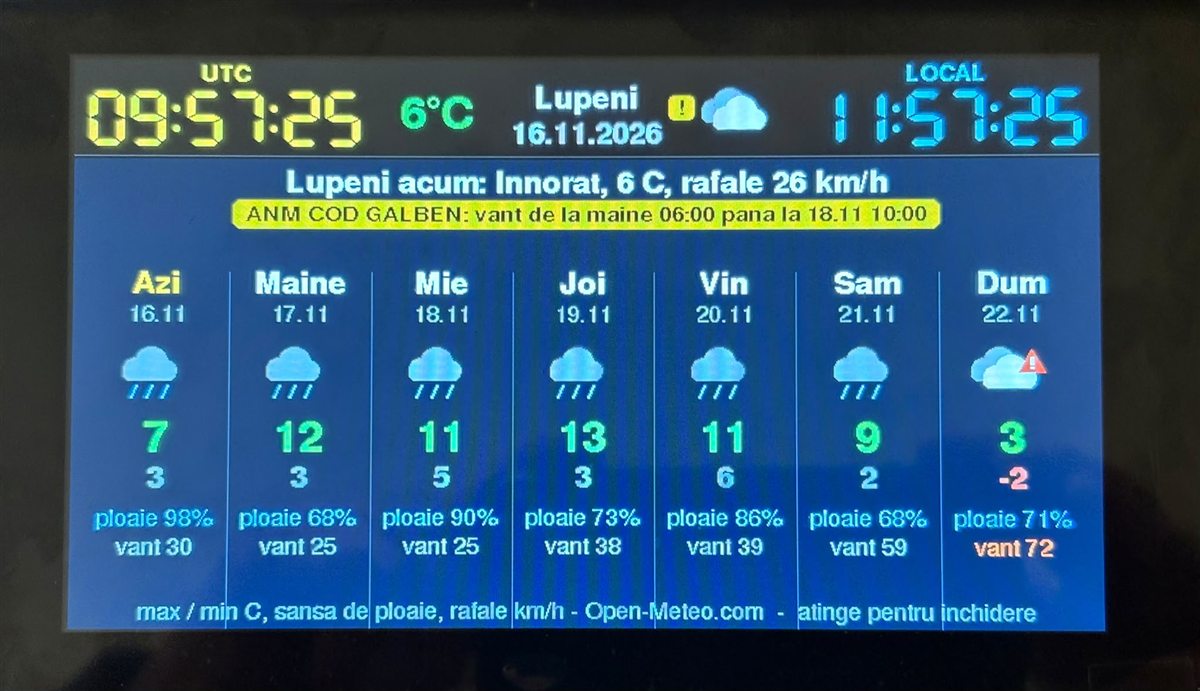 UTC
LOCAL
09:57:25
6°C
Lupeni
16.11.2026
!
11:57:25
Lupeni acum: Innorat, 6 C, rafale 26 km/h
ANM COD GALBEN: vant de la maine 06:00 pana la 18.11 10:00
Azi Maine Mie Joi Vin Sam Dum
16.11 17.11 18.11 19.11 20.11 21.11 22.11
!
7 12 11 13 11 9 3
3 3 5 3 6 2 -2
ploaie 98% ploaie 68% ploaie 90% ploaie 73% ploaie 86% ploaie 68% ploaie 71%
vant 30 vant 25 vant 25 vant 38 vant 39 vant 59 vant 72
max / min C, sansa de ploaie, rafale km/h - Open-Meteo.com - atinge pentru inchidere